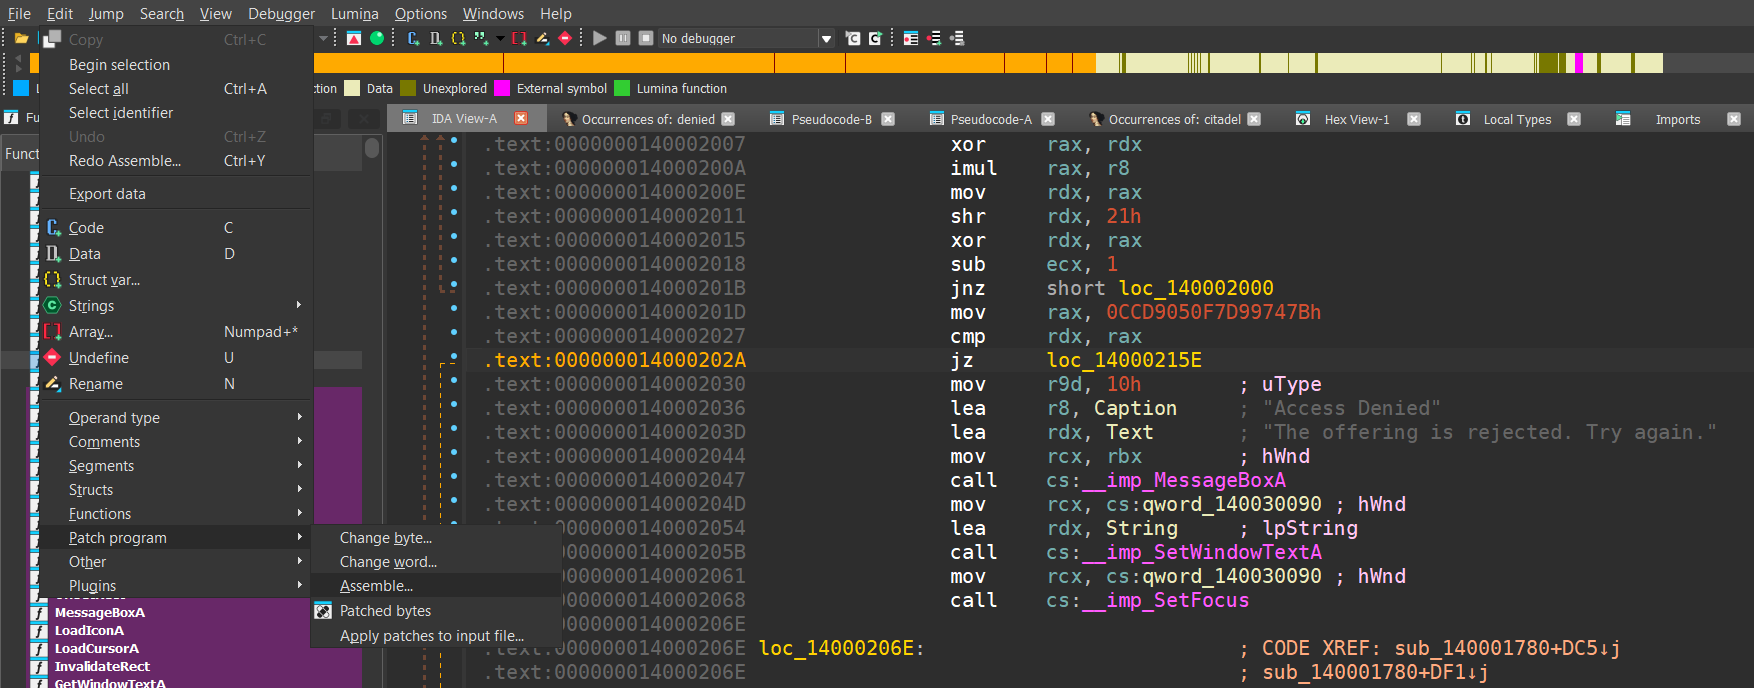 File Edit Jump Search View Debugger Lumina Options Windows Help
Copy Ctrl+C
No debugger
Begin selection
Select all Ctrl+A
Data Unexplored External symbol Lumina function
Select identifier
Fu
IDA View-A Occurrences of: denied Pseudocode-B Pseudocode-A Occurrences of: citadel Hex View-1 Local Types Imports
Undo Ctrl+Z
Funct
Redo Assemble... Ctrl+Y
Export data
Code C
Data D
Struct var...
Strings
Array... Numpad+*
Undefine U
Rename N
Operand type
Comments
Segments
Structs
Functions
Patch program
Other
Plugins
Change byte...
Change word...
Assemble...
Patched bytes
Apply patches to input file...
MessageBoxA
LoadIconA
LoadCursorA
InvalidateRect
GetWindowTextA
.text:0000000140002007 xor rax, rdx
.text:000000014000200A imul rax, r8
.text:000000014000200E mov rdx, rax
.text:0000000140002011 shr rdx, 21h
.text:0000000140002015 xor rdx, rax
.text:0000000140002018 sub ecx, 1
.text:000000014000201B jnz short loc_140002000
.text:000000014000201D mov rax, 0CCD9050F7D99747Bh
.text:0000000140002027 cmp rdx, rax
.text:000000014000202A jz loc_14000215E
.text:0000000140002030 mov r9d, 10h ; uType
.text:0000000140002036 lea r8, Caption ; "Access Denied"
.text:000000014000203D lea rdx, Text ; "The offering is rejected. Try again."
.text:0000000140002044 mov rcx, rbx ; hWnd
.text:0000000140002047 call cs:__imp_MessageBoxA
.text:000000014000204D mov rcx, cs:qword_140030090 ; hWnd
.text:0000000140002054 lea rdx, String ; lpString
.text:000000014000205B call cs:__imp_SetWindowTextA
.text:0000000140002061 mov rcx, cs:qword_140030090 ; hWnd
.text:0000000140002068 call cs:__imp_SetFocus
.text:000000014000206E
.text:000000014000206E loc_14000206E: ; CODE XREF: sub_140001780+DC5↓j
.text:000000014000206E ; sub_140001780+DF1↓j